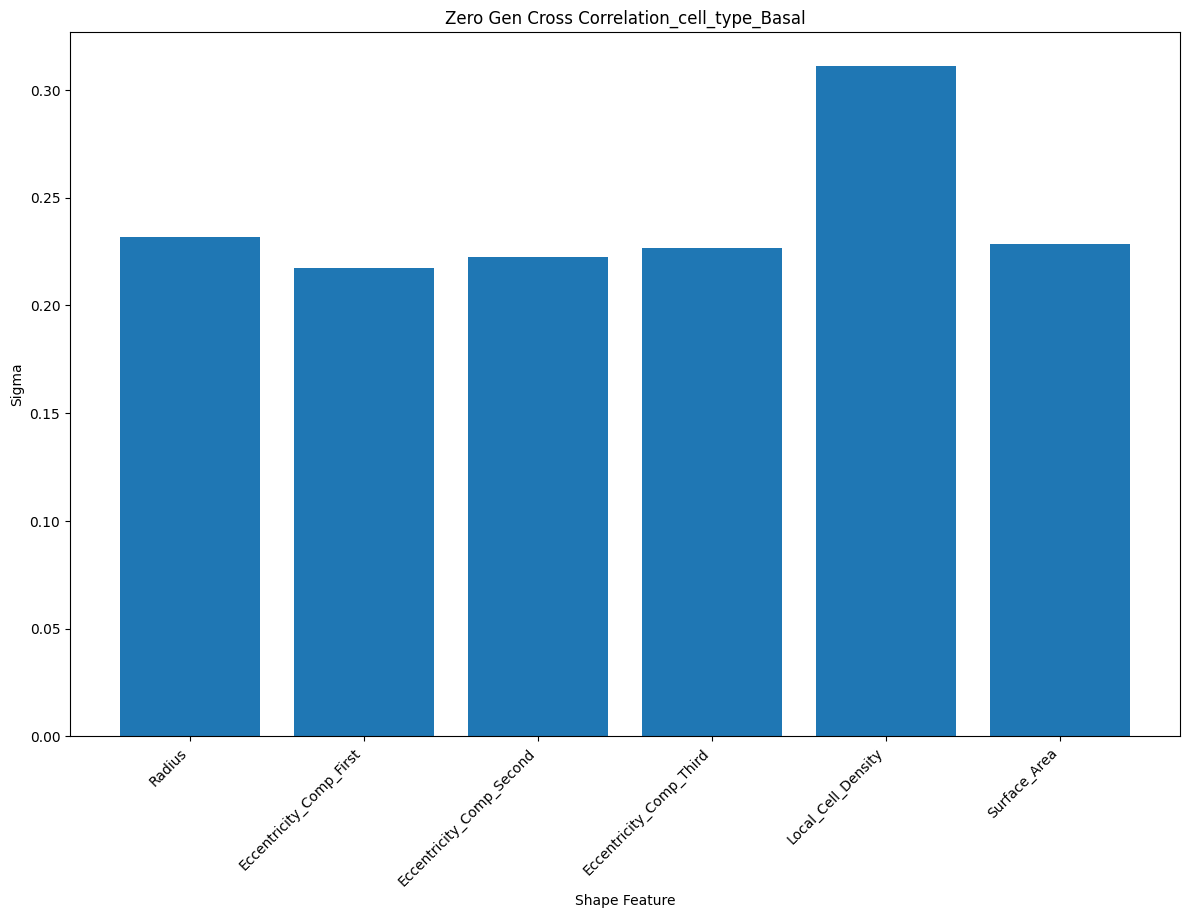 Zero Gen Cross Correlation_cell_type_Basal
0.30
0.25
0.20
0.15
0.10
0.05
0.00
Sigma
Radius
Eccentricity_Comp_First
Eccentricity_Comp_Second
Eccentricity_Comp_Third
Local_Cell_Density
Surface_Area
Shape Feature